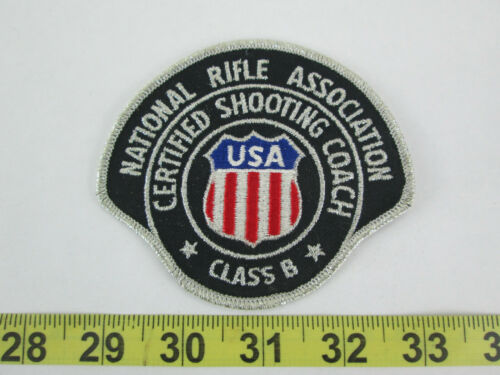 NATIONAL RIFLE ASSOCIATION
CERTIFIED SHOOTING COACH
USA
CLASS B
28 29 30 31 32 33